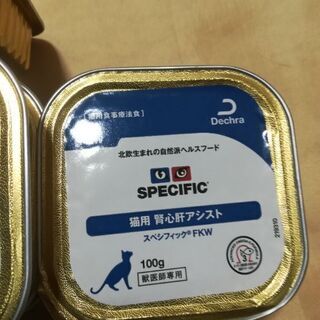 ［猫用食事療法食］
Dechra
北欧生まれの自然派ヘルスフード
SPECIFIC
猫用 腎心肝アシスト
スペシフィック® FKW
100g
獣医師専用
219310